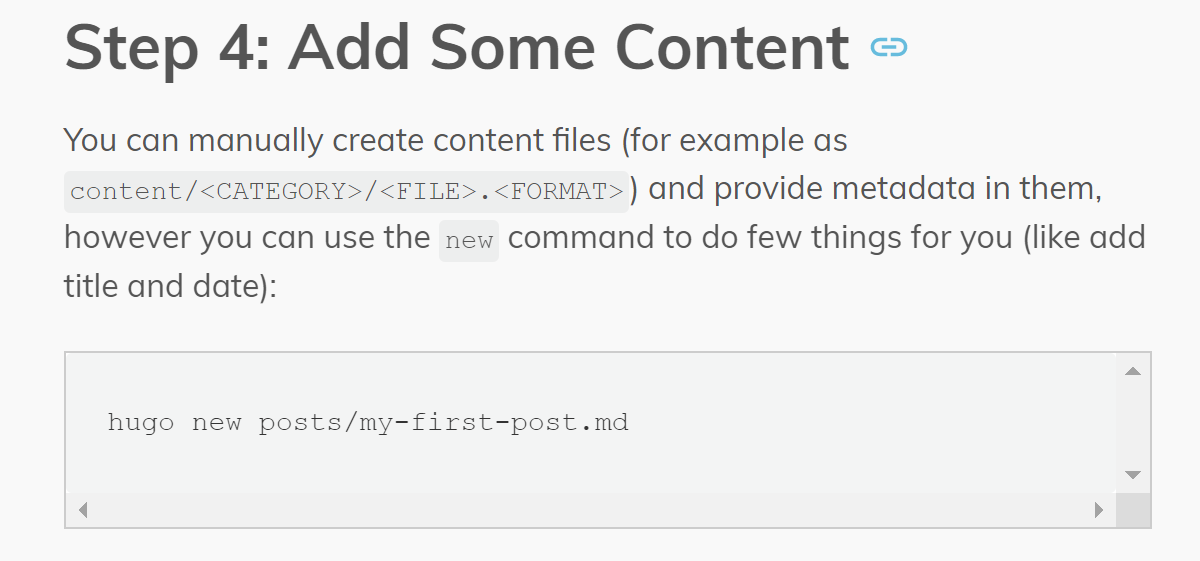 Step 4: Add Some Content
You can manually create content files (for example as
content/<CATEGORY>/<FILE>.<FORMAT>) and provide metadata in them,
however you can use the new command to do few things for you (like add
title and date):
hugo new posts/my-first-post.md